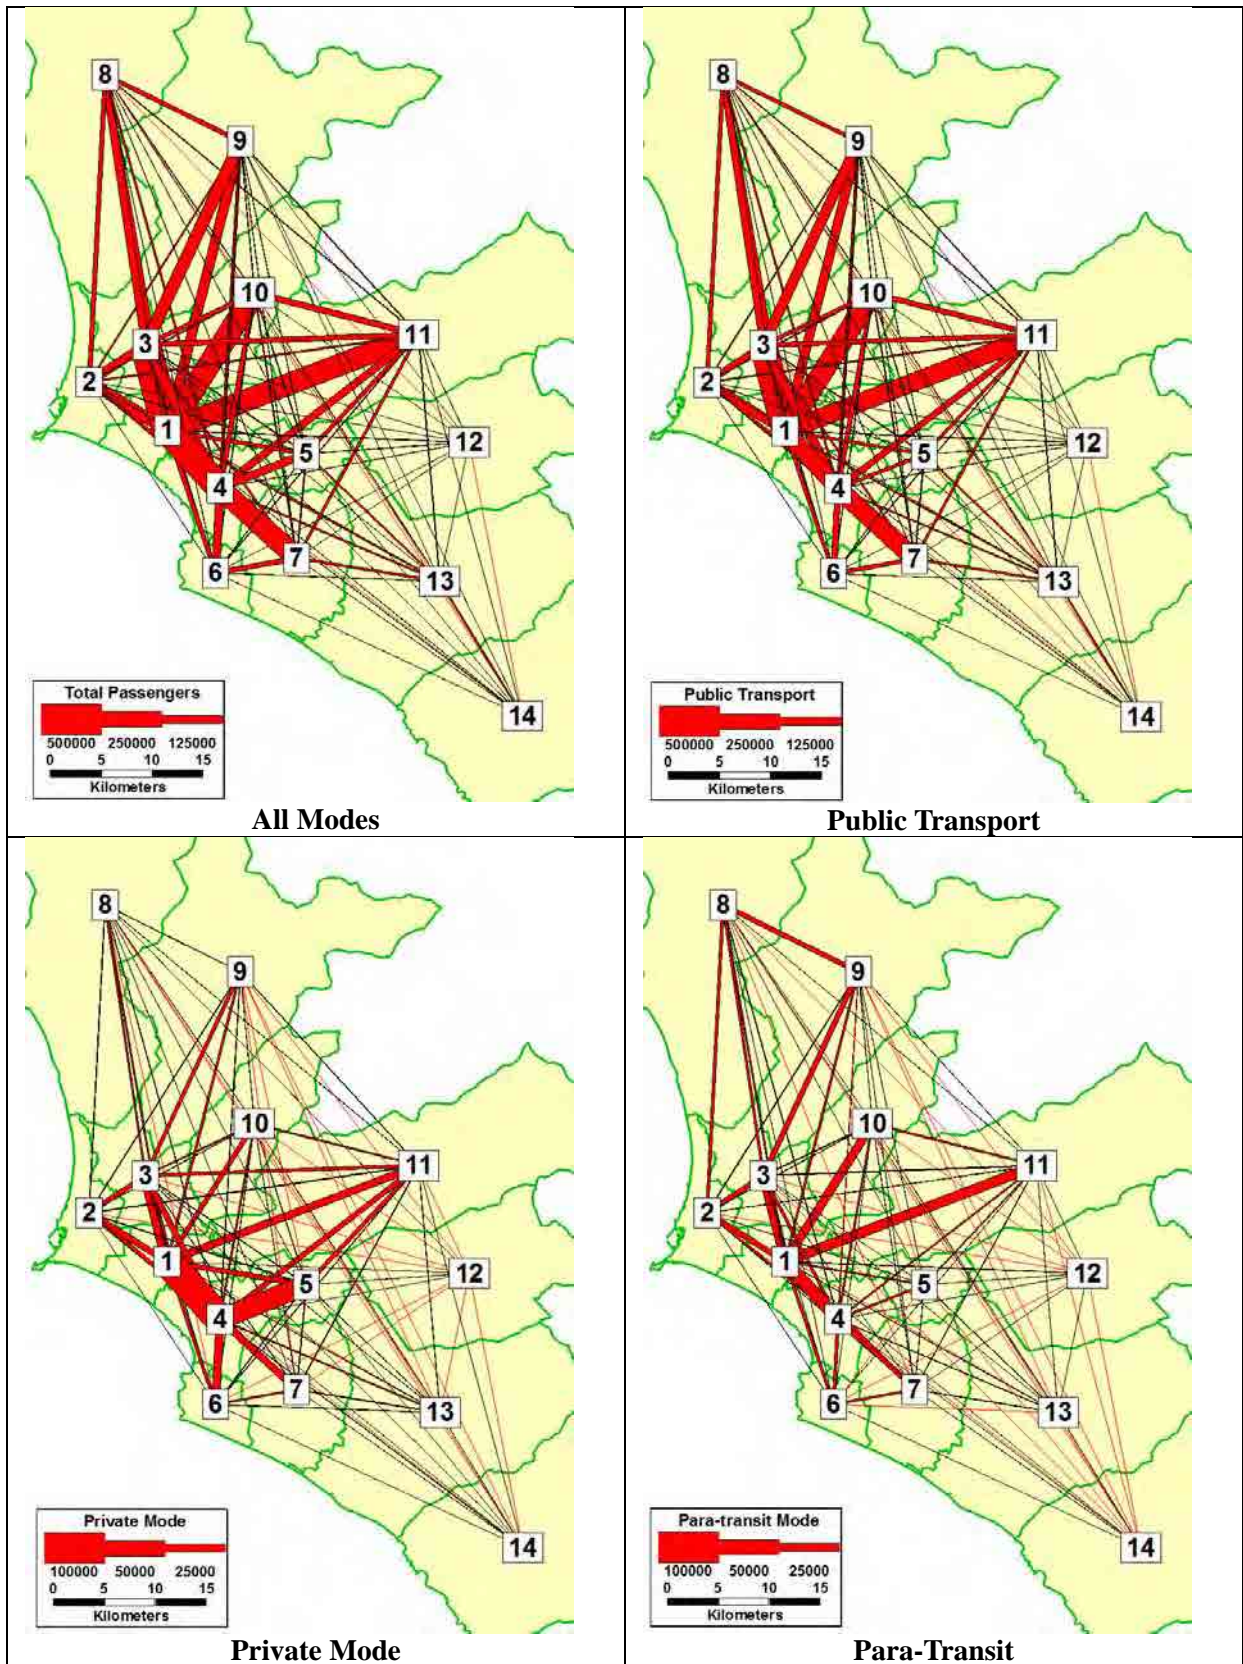 8
9
10
11
3
2
1
5
12
4
6
7
13
14
Total Passengers
500000 250000 125000
0 5 10 15
Kilometers
All Modes
8
9
10
11
3
2
1
5
12
4
6
7
13
14
Public Transport
500000 250000 125000
0 5 10 15
Kilometers
Public Transport
8
9
10
11
3
2
1
5
12
4
6
7
13
14
Private Mode
100000 50000 25000
0 5 10 15
Kilometers
Private Mode
8
9
10
11
3
2
1
5
12
4
6
7
13
14
Para-transit Mode
100000 50000 25000
0 5 10 15
Kilometers
Para-Transit